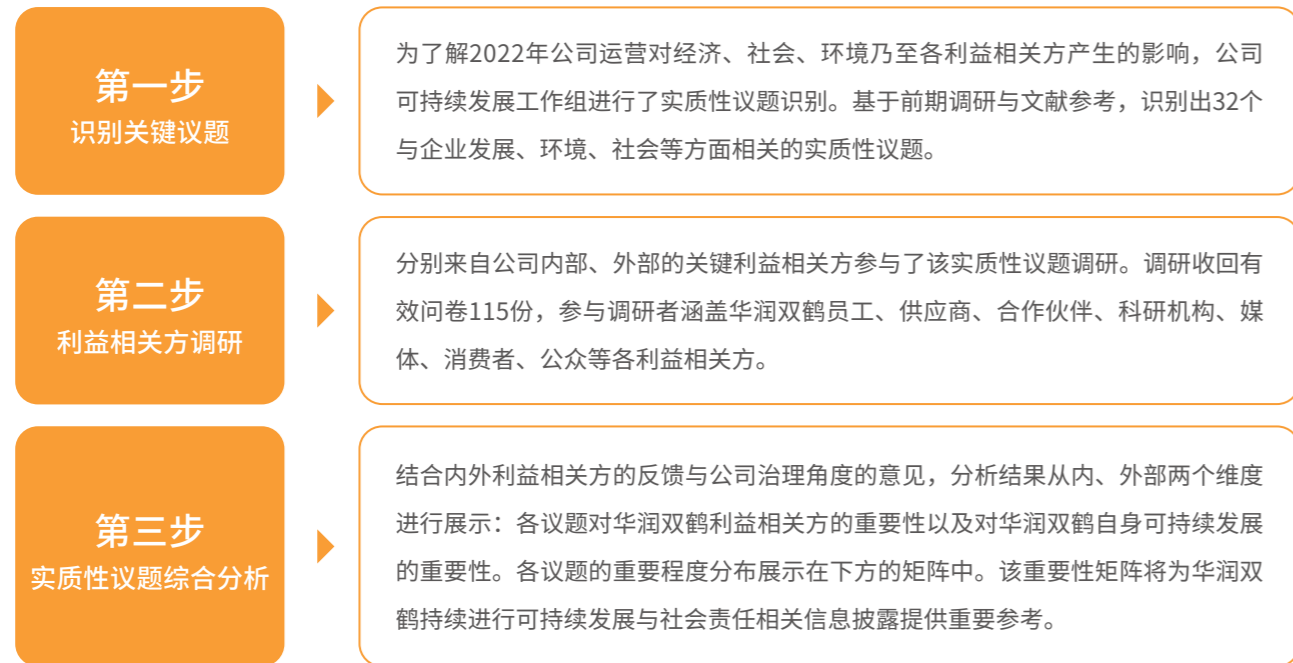 第一步
识别关键议题
为了解2022年公司运营对经济、社会、环境乃至各利益相关方产生的影响，公司
可持续发展工作组进行了实质性议题识别。基于前期调研与文献参考，识别出32个
与企业发展、环境、社会等方面相关的实质性议题。
第二步
利益相关方调研
分别来自公司内部、外部的关键利益相关方参与了该实质性议题调研。调研收回有
效问卷115份，参与调研者涵盖华润双鹤员工、供应商、合作伙伴、科研机构、媒
体、消费者、公众等各利益相关方。
第三步
实质性议题综合分析
结合内外利益相关方的反馈与公司治理角度的意见，分析结果从内、外部两个维度
进行展示：各议题对华润双鹤利益相关方的重要性以及对华润双鹤自身可持续发展
的重要性。各议题的重要程度分布展示在下方的矩阵中。该重要性矩阵将为华润双
鹤持续进行可持续发展与社会责任相关信息披露提供重要参考。